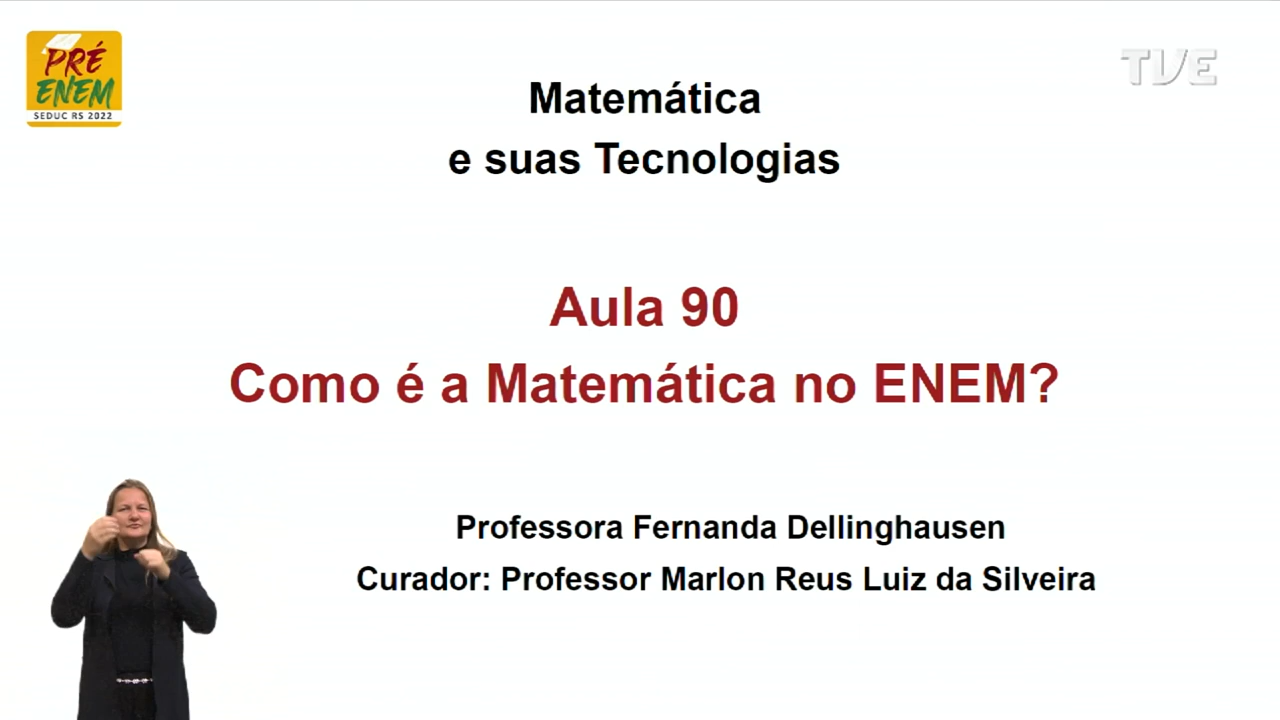 PRÉ
ENEM
SEDUC RS 2022
TVE
Matemática
e suas Tecnologias
Aula 90
Como é a Matemática no ENEM?
Professora Fernanda Dellinghausen
Curador: Professor Marlon Reus Luiz da Silveira